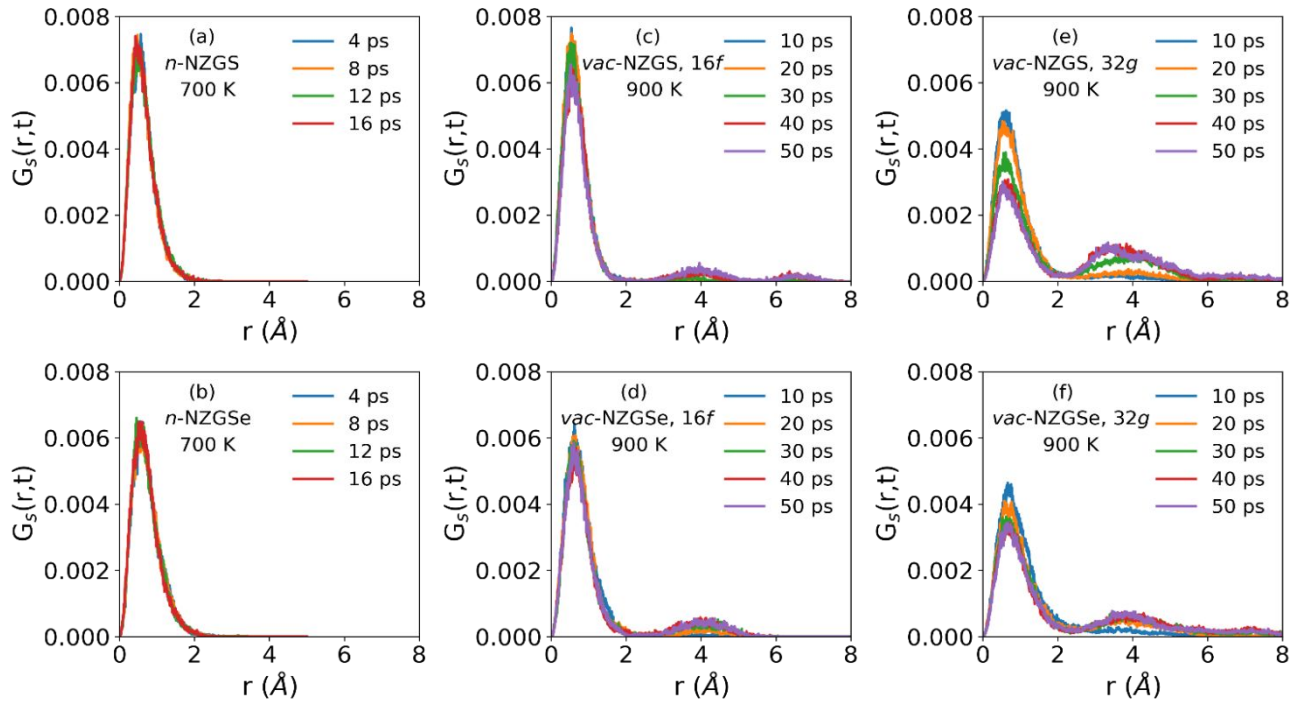 0.008
0.006
0.004
0.002
0.000
Gₛ(r,t)
(a)
n-NZGS
700 K
4 ps
8 ps
12 ps
16 ps
0 2 4 6 8
r (Å)
0.008
0.006
0.004
0.002
0.000
Gₛ(r,t)
(c)
vac-NZGS, 16f
900 K
10 ps
20 ps
30 ps
40 ps
50 ps
0 2 4 6 8
r (Å)
0.008
0.006
0.004
0.002
0.000
Gₛ(r,t)
(e)
vac-NZGS, 32g
900 K
10 ps
20 ps
30 ps
40 ps
50 ps
0 2 4 6 8
r (Å)
0.008
0.006
0.004
0.002
0.000
Gₛ(r,t)
(b)
n-NZGSe
700 K
4 ps
8 ps
12 ps
16 ps
0 2 4 6 8
r (Å)
0.008
0.006
0.004
0.002
0.000
Gₛ(r,t)
(d)
vac-NZGSe, 16f
900 K
10 ps
20 ps
30 ps
40 ps
50 ps
0 2 4 6 8
r (Å)
0.008
0.006
0.004
0.002
0.000
Gₛ(r,t)
(f)
vac-NZGSe, 32g
900 K
10 ps
20 ps
30 ps
40 ps
50 ps
0 2 4 6 8
r (Å)